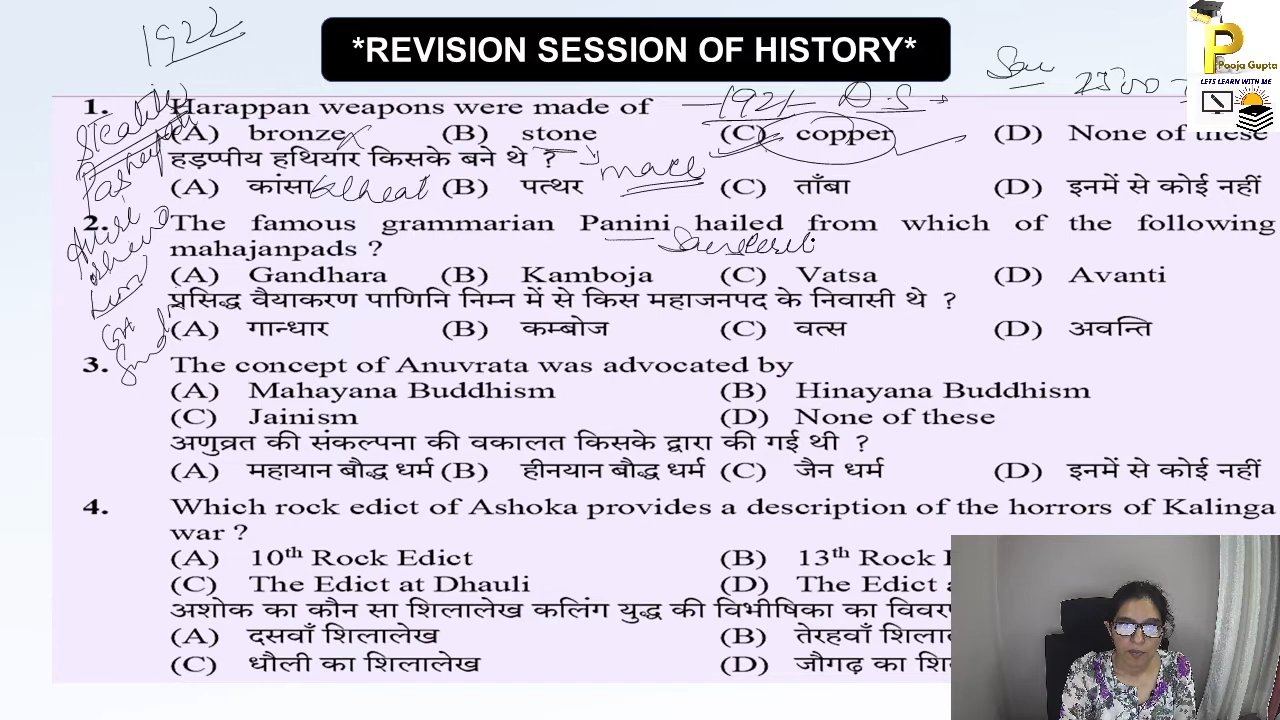 1922
*REVISION SESSION OF HISTORY*
P
Pooja Gupta
LETS LEARN WITH ME
1. Harappan weapons were made of
1921 D.S
(A) bronze (B) stone (C) copper (D) None of these
हड़प्पीय हथियार किसके बने थे ?
mace
(A) कांसा (B) पत्थर (C) ताँबा (D) इनमें से कोई नहीं
2. The famous grammarian Panini hailed from which of the following
mahajanpads ?
(A) Gandhara (B) Kamboja (C) Vatsa (D) Avanti
प्रसिद्ध वैयाकरण पाणिनि निम्न में से किस महाजनपद के निवासी थे ?
(A) गान्धार (B) कम्बोज (C) वत्स (D) अवन्ति
3. The concept of Anuvrata was advocated by
(A) Mahayana Buddhism (B) Hinayana Buddhism
(C) Jainism (D) None of these
अणुव्रत की संकल्पना की वकालत किसके द्वारा की गई थी ?
(A) महायान बौद्ध धर्म (B) हीनयान बौद्ध धर्म (C) जैन धर्म (D) इनमें से कोई नहीं
4. Which rock edict of Ashoka provides a description of the horrors of Kalinga
war ?
(A) 10th Rock Edict (B) 13th Rock
(C) The Edict at Dhauli (D) The Edict
अशोक का कौन सा शिलालेख कलिंग युद्ध की विभीषिका का
(A) दसवाँ शिलालेख (B) तेरहवाँ
(C) धौली का शिलालेख (D) जौगढ़ का